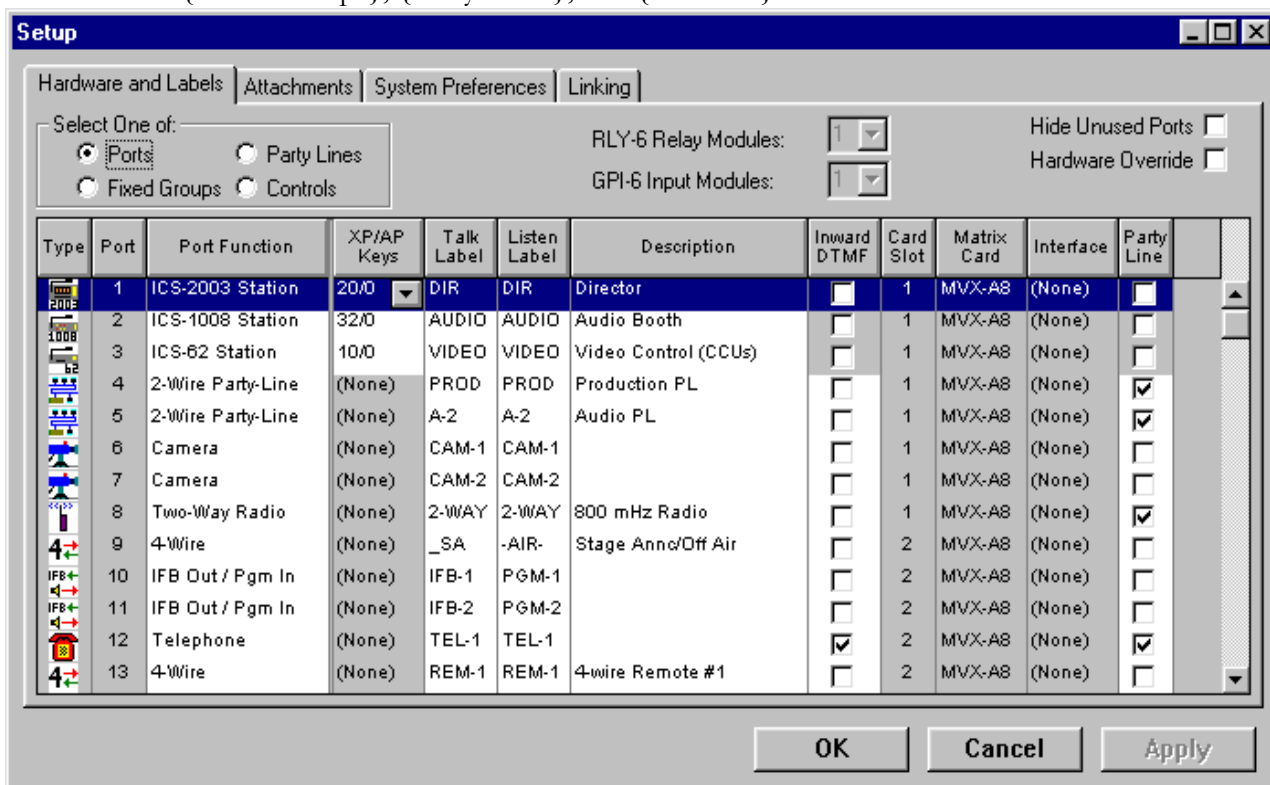 Setup
Hardware and Labels Attachments System Preferences Linking
Select One of:
Ports Party Lines
Fixed Groups Controls
RLY-6 Relay Modules: 1
GPI-6 Input Modules: 1
Hide Unused Ports
Hardware Override
Type Port Port Function XP/AP Keys Talk Label Listen Label Description Inward DTMF Card Slot Matrix Card Interface Party Line
2003 1 ICS-2003 Station 20/0 DIR DIR Director 1 MVX-A8 (None)
1008 2 ICS-1008 Station 32/0 AUDIO AUDIO Audio Booth 1 MVX-A8 (None)
62 3 ICS-62 Station 10/0 VIDEO VIDEO Video Control (CCUs) 1 MVX-A8 (None)
4 2-Wire Party-Line (None) PROD PROD Production PL 1 MVX-A8 (None)
5 2-Wire Party-Line (None) A-2 A-2 Audio PL 1 MVX-A8 (None)
6 Camera (None) CAM-1 CAM-1 1 MVX-A8 (None)
7 Camera (None) CAM-2 CAM-2 1 MVX-A8 (None)
8 Two-Way Radio (None) 2-WAY 2-WAY 800 mHz Radio 1 MVX-A8 (None)
4 9 4-Wire (None) _SA -AIR- Stage Annc/Off Air 2 MVX-A8 (None)
IFB 10 IFB Out / Pgm In (None) IFB-1 PGM-1 2 MVX-A8 (None)
IFB 11 IFB Out / Pgm In (None) IFB-2 PGM-2 2 MVX-A8 (None)
12 Telephone (None) TEL-1 TEL-1 2 MVX-A8 (None)
4 13 4-Wire (None) REM-1 REM-1 4-wire Remote #1 2 MVX-A8 (None)
OK Cancel Apply